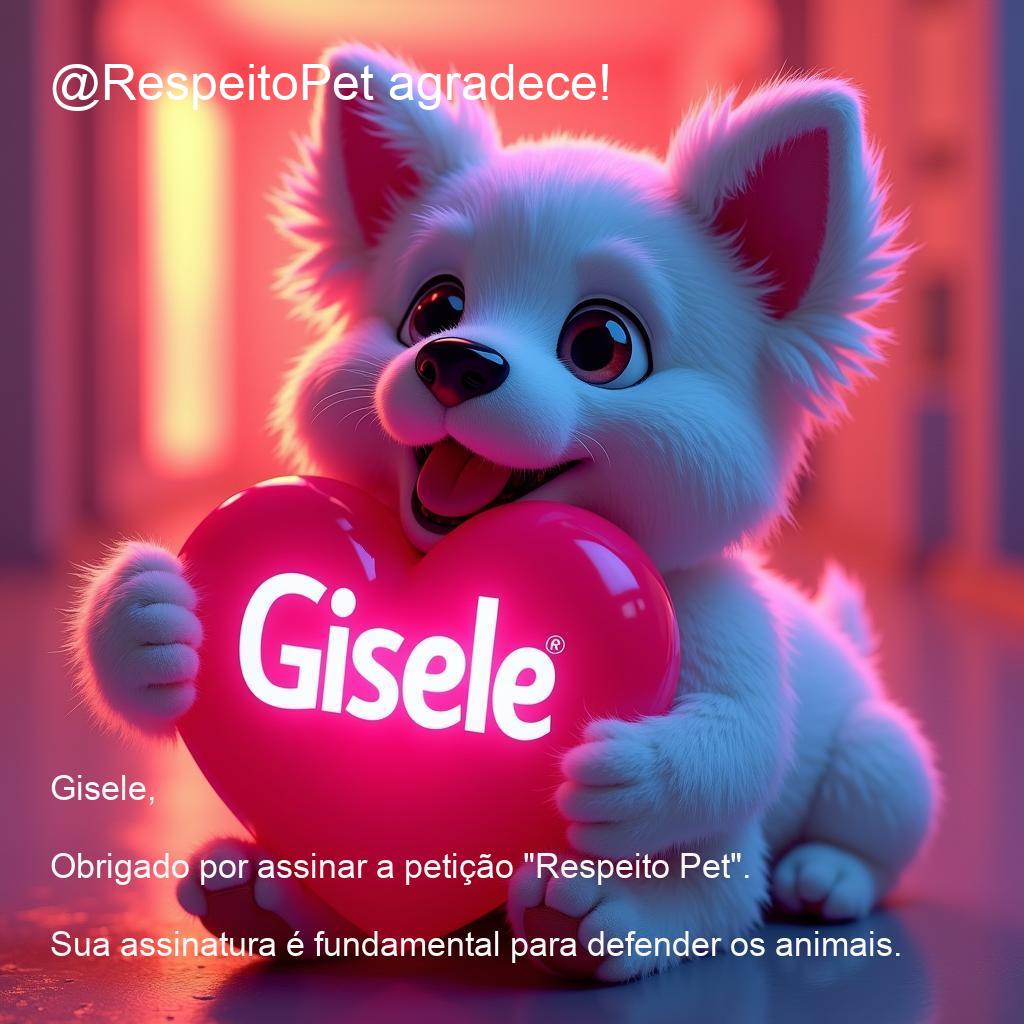 @RespeitoPet agradece!
Gisele®
Gisele,
Obrigado por assinar a petição "Respeito Pet".
Sua assinatura é fundamental para defender os animais.